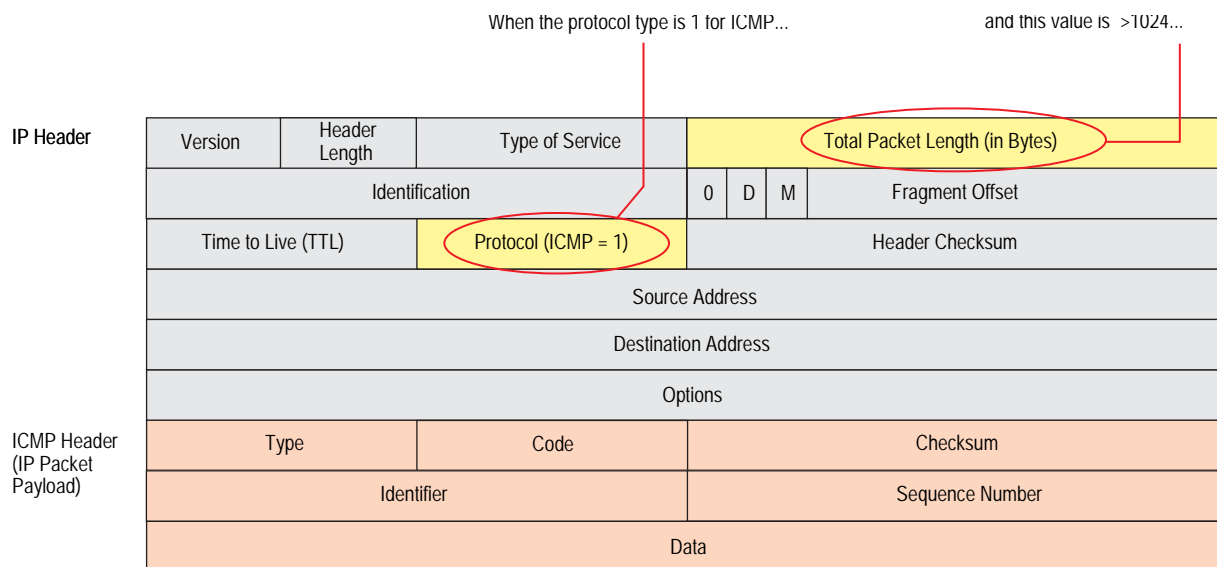 When the protocol type is 1 for ICMP...
and this value is >1024...
IP Header
Version
Header
Length
Type of Service
Total Packet Length (in Bytes)
Identification
0
D
M
Fragment Offset
Time to Live (TTL)
Protocol (ICMP = 1)
Header Checksum
Source Address
Destination Address
Options
ICMP Header
(IP Packet
Payload)
Type
Code
Checksum
Identifier
Sequence Number
Data